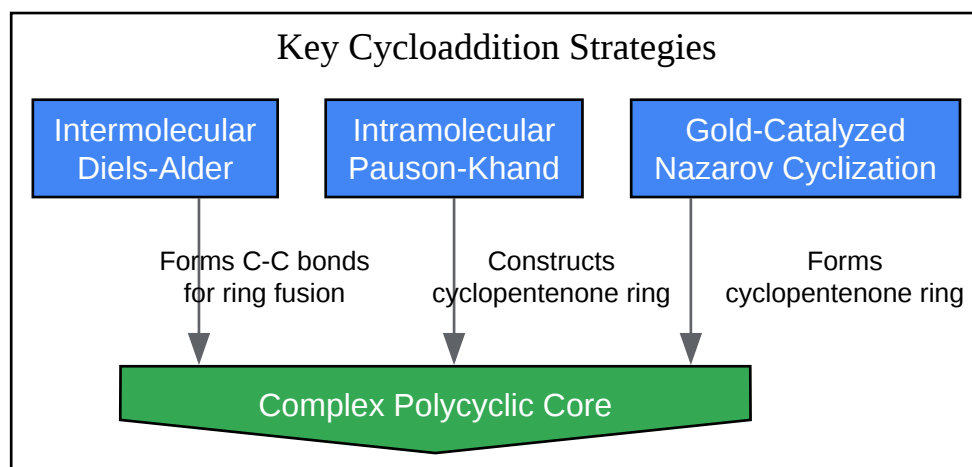 Key Cycloaddition Strategies
Intermolecular
Diels-Alder
Intramolecular
Pauson-Khand
Gold-Catalyzed
Nazarov Cyclization
Forms C-C bonds
for ring fusion
Constructs
cyclopentenone ring
Forms
cyclopentenone ring
Complex Polycyclic Core